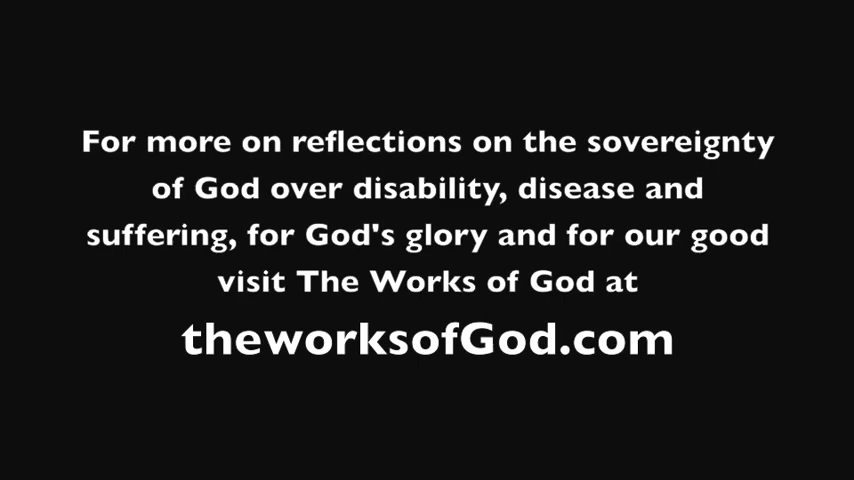 For more on reflections on the sovereignty
of God over disability, disease and
suffering, for God's glory and for our good
visit The Works of God at
theworksofGod.com